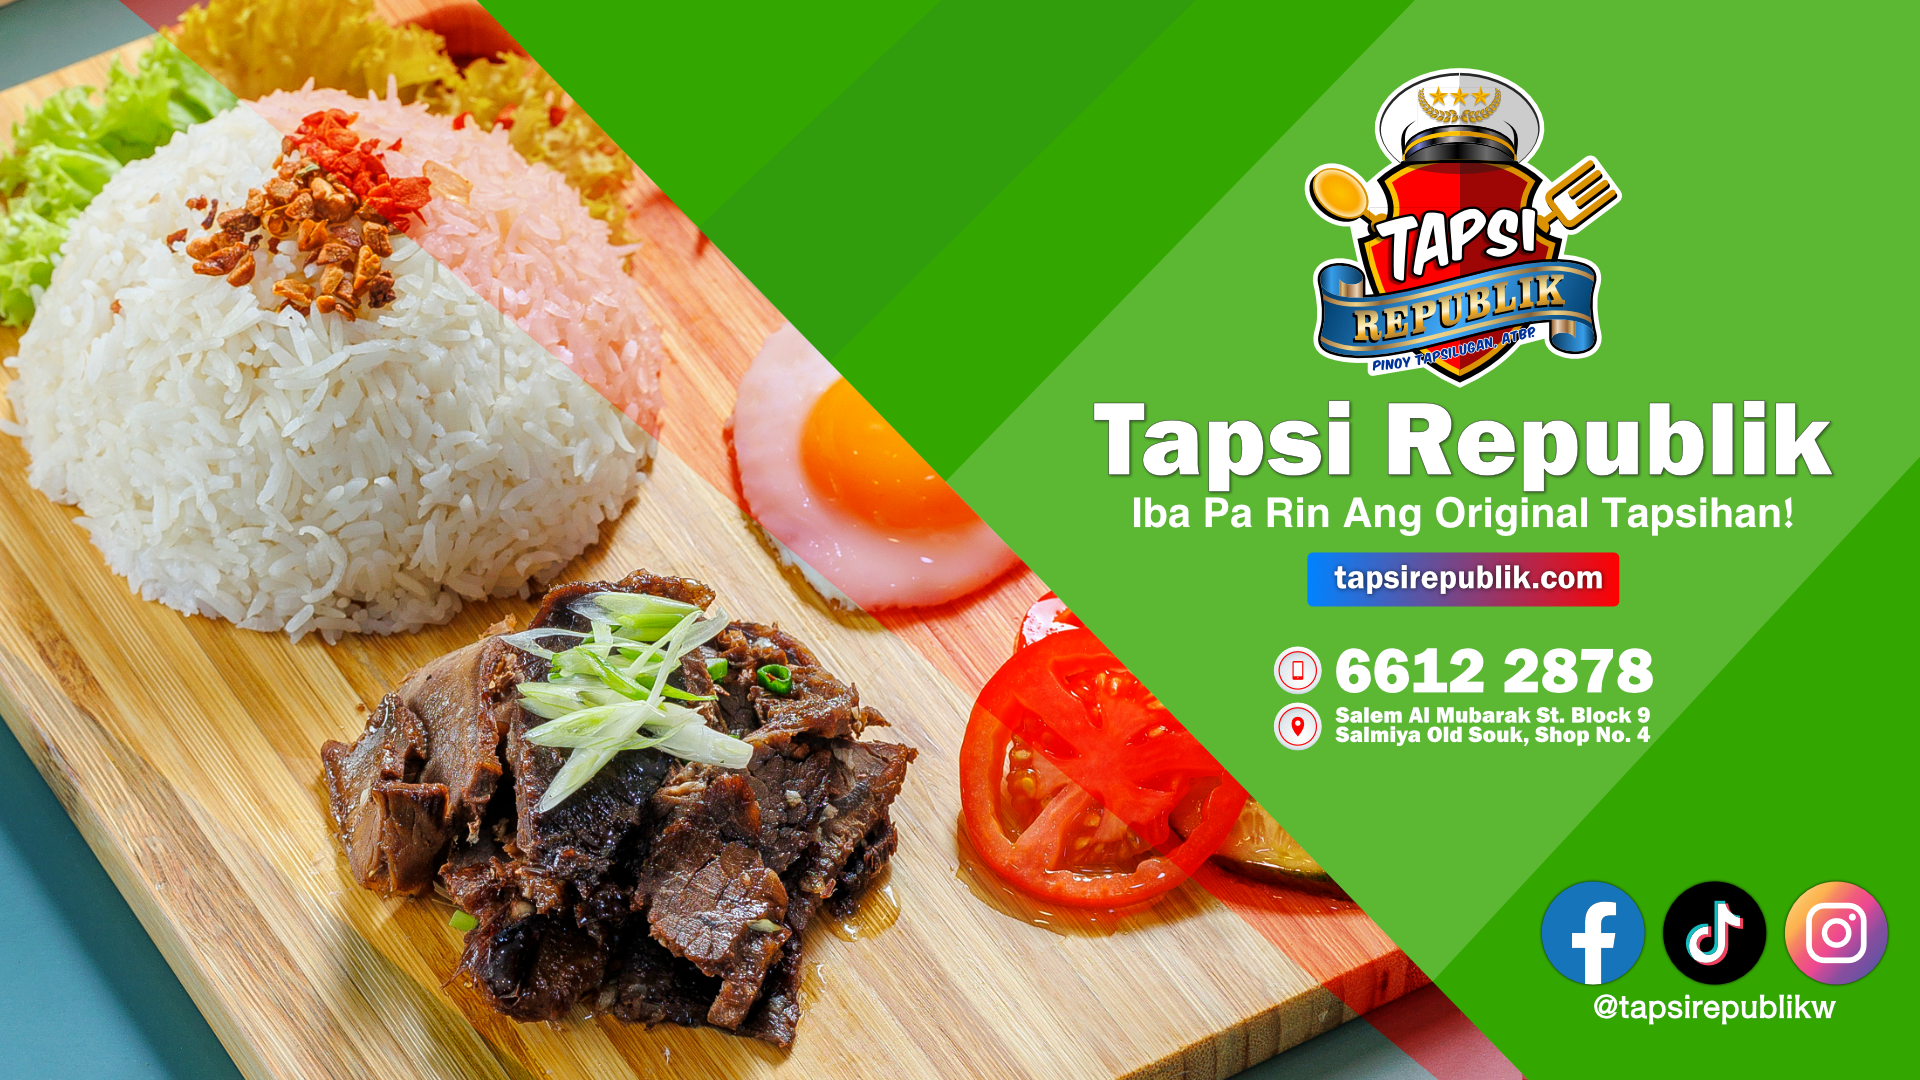 TAPSI
REPUBLIK
PINOY TAPSILUGAN, ATBP.
Tapsi Republik
Iba Pa Rin Ang Original Tapsihan!
tapsirepublik.com
6612 2878
Salem Al Mubarak St. Block 9
Salmiya Old Souk, Shop No. 4
@tapsirepublikw